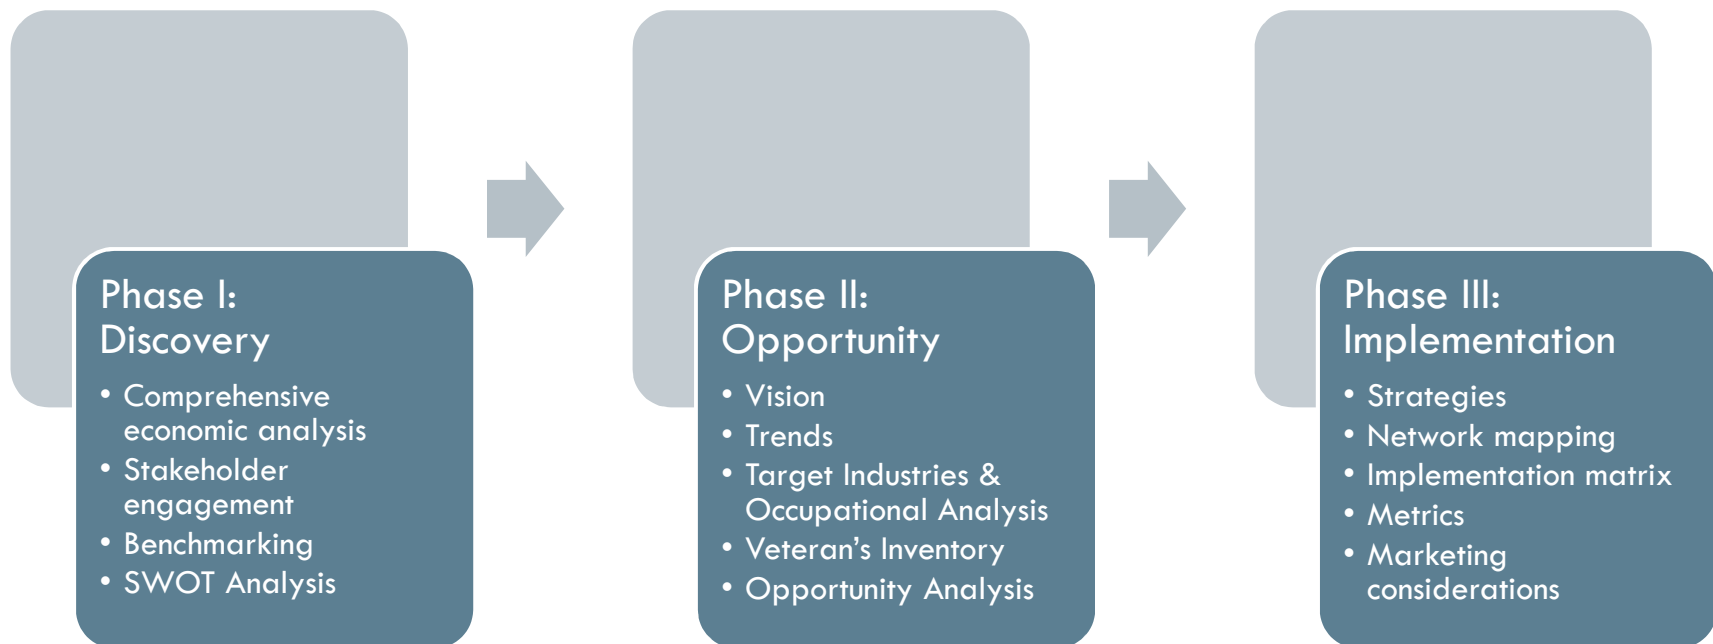 Phase I:
Discovery
• Comprehensive
economic analysis
• Stakeholder
engagement
• Benchmarking
• SWOT Analysis
Phase II:
Opportunity
• Vision
• Trends
• Target Industries &
Occupational Analysis
• Veteran’s Inventory
• Opportunity Analysis
Phase III:
Implementation
• Strategies
• Network mapping
• Implementation matrix
• Metrics
• Marketing
considerations